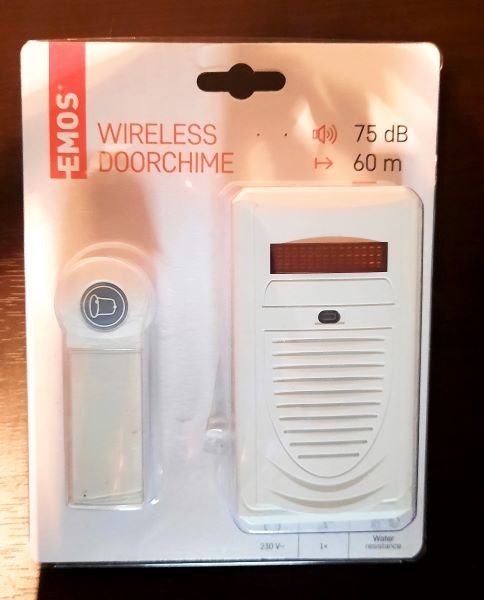 EMOS
WIRELESS
DOORCHIME
75 dB
60 m
230 V~
1×
Water
resistance